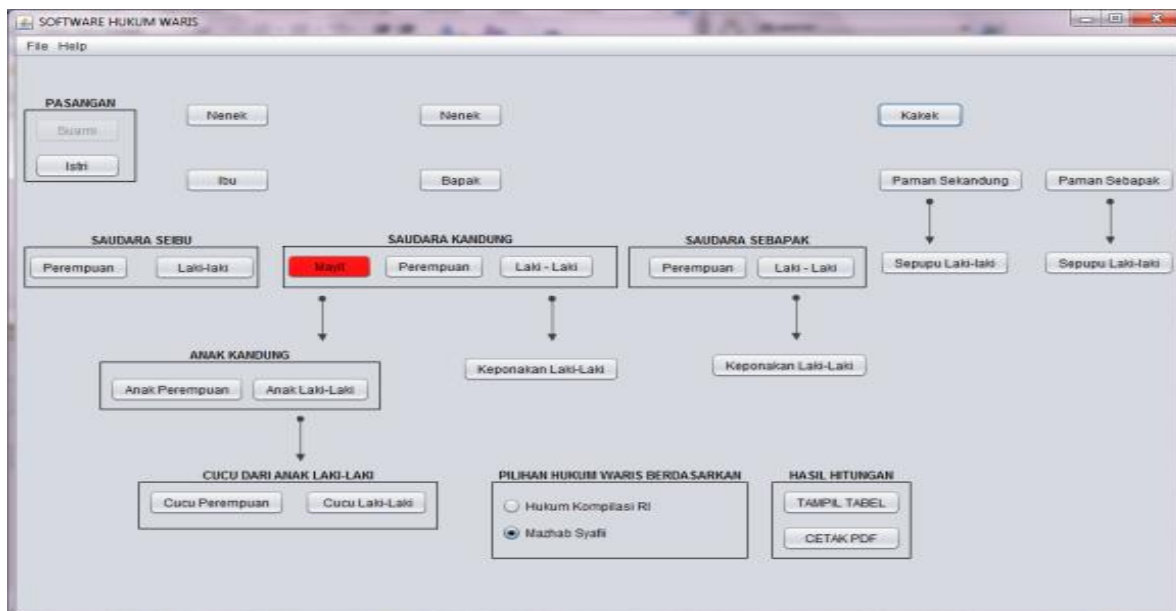 SOFTWARE HUKUM WARIS
File Help
PASANGAN
Suami
Istri
Nenek
Nenek
Kakek
Ibu
Bapak
Paman Sekandung
Paman Sebapak
SAUDARA SEIBU
SAUDARA KANDUNG
SAUDARA SEBAPAK
Perempuan
Laki-laki
Mayit
Perempuan
Laki - Laki
Perempuan
Laki - Laki
Sepupu Laki-laki
Sepupu Laki-laki
ANAK KANDUNG
Keponakan Laki-Laki
Keponakan Laki-Laki
Anak Perempuan
Anak Laki-Laki
CUCU DARI ANAK LAKI-LAKI
PILIHAN HUKUM WARIS BERDASARKAN
HASIL HITUNGAN
Cucu Perempuan
Cucu Laki-Laki
Hukum Kompilasi RI
TAMPIL TABEL
Mazhab Syafii
CETAK PDF